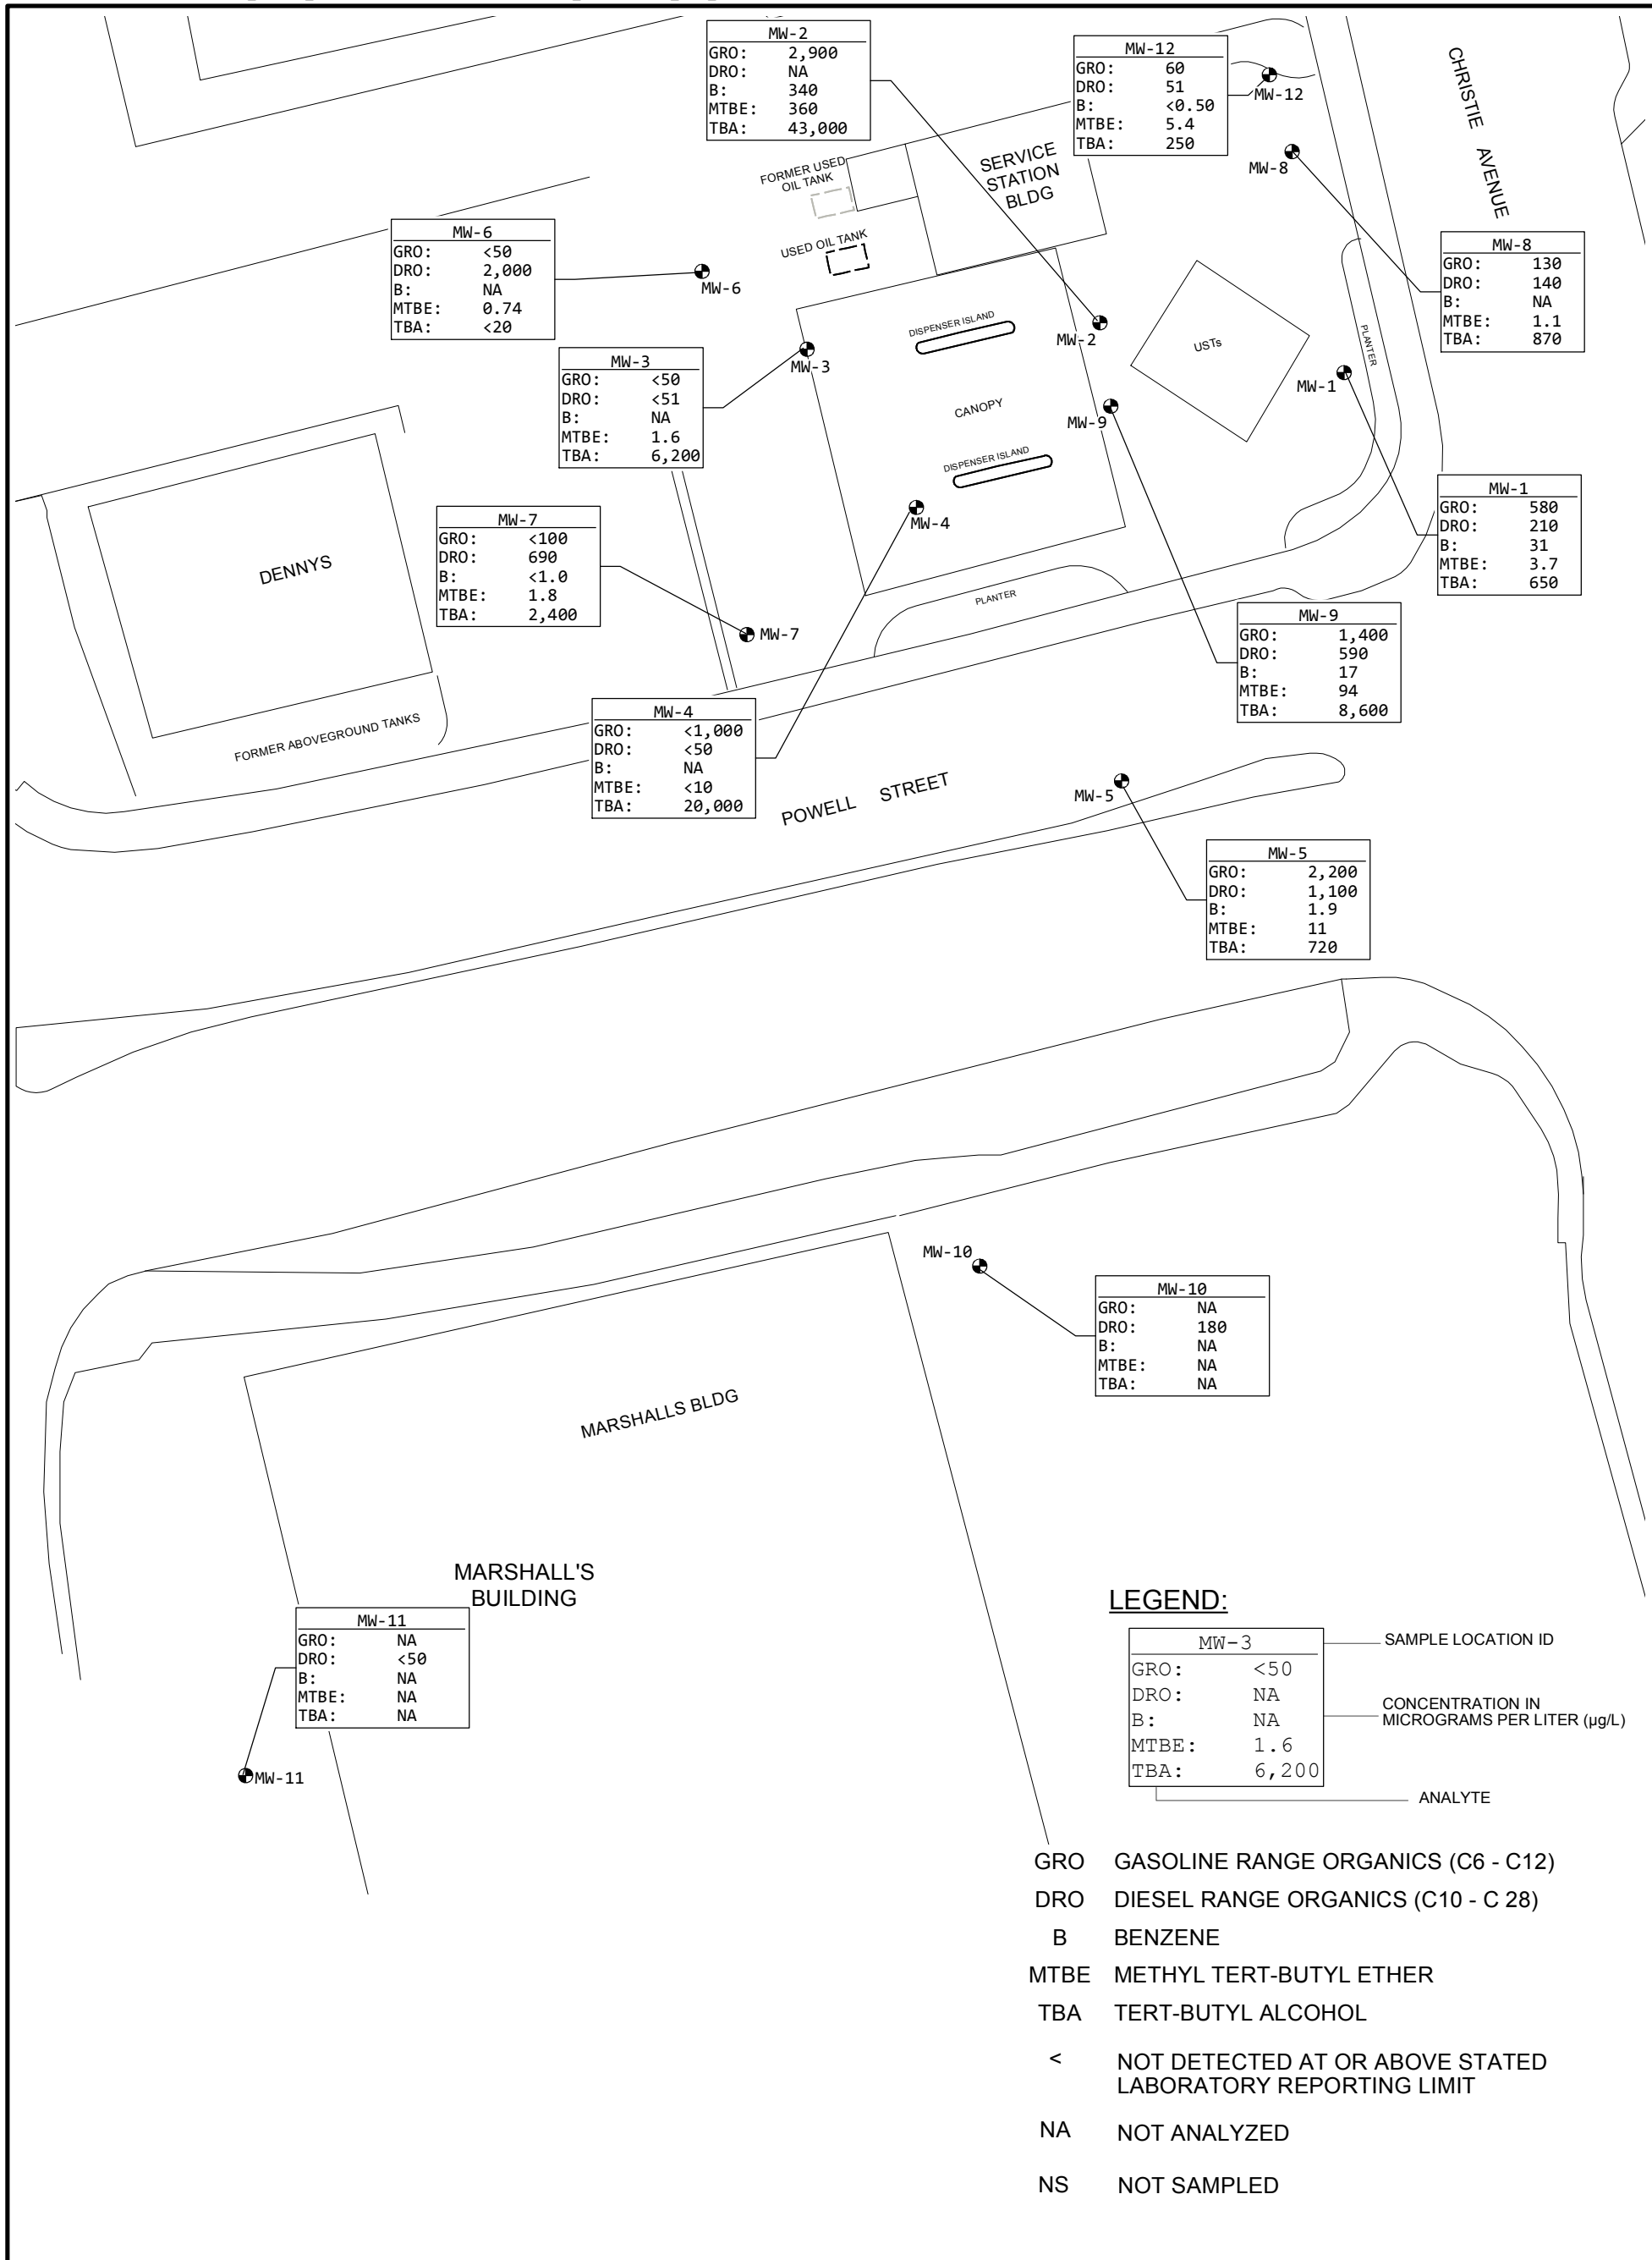 MW-2
GRO: 2,900
DRO: NA
B: 340
MTBE: 360
TBA: 43,000
MW-12
GRO: 60
DRO: 51
B: <0.50
MTBE: 5.4
TBA: 250
MW-12
CHRISTIE AVENUE
MW-8
SERVICE
STATION
BLDG
FORMER USED
OIL TANK
USED OIL TANK
MW-6
GRO: <50
DRO: 2,000
B: NA
MTBE: 0.74
TBA: <20
MW-6
MW-8
GRO: 130
DRO: 140
B: NA
MTBE: 1.1
TBA: 870
DISPENSER ISLAND
MW-2
USTs
PLANTER
MW-3
MW-3
GRO: <50
DRO: <51
B: NA
MTBE: 1.6
TBA: 6,200
MW-1
CANOPY
MW-9
DISPENSER ISLAND
MW-4
MW-1
GRO: 580
DRO: 210
B: 31
MTBE: 3.7
TBA: 650
MW-7
GRO: <100
DRO: 690
B: <1.0
MTBE: 1.8
TBA: 2,400
DENNYS
PLANTER
MW-7
MW-9
GRO: 1,400
DRO: 590
B: 17
MTBE: 94
TBA: 8,600
FORMER ABOVEGROUND TANKS
MW-4
GRO: <1,000
DRO: <50
B: NA
MTBE: <10
TBA: 20,000
POWELL STREET
MW-5
MW-5
GRO: 2,200
DRO: 1,100
B: 1.9
MTBE: 11
TBA: 720
MW-10
MW-10
GRO: NA
DRO: 180
B: NA
MTBE: NA
TBA: NA
MARSHALLS BLDG
MARSHALL'S
BUILDING
MW-11
GRO: NA
DRO: <50
B: NA
MTBE: NA
TBA: NA
MW-11
LEGEND:
MW-3
GRO: <50
DRO: NA
B: NA
MTBE: 1.6
TBA: 6,200
SAMPLE LOCATION ID
CONCENTRATION IN
MICROGRAMS PER LITER (µg/L)
ANALYTE
GRO GASOLINE RANGE ORGANICS (C6 - C12)
DRO DIESEL RANGE ORGANICS (C10 - C 28)
B BENZENE
MTBE METHYL TERT-BUTYL ETHER
TBA TERT-BUTYL ALCOHOL
< NOT DETECTED AT OR ABOVE STATED
LABORATORY REPORTING LIMIT
NA NOT ANALYZED
NS NOT SAMPLED